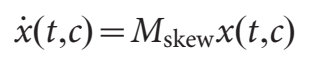 ẋ(t,c) = M_skew x(t,c)